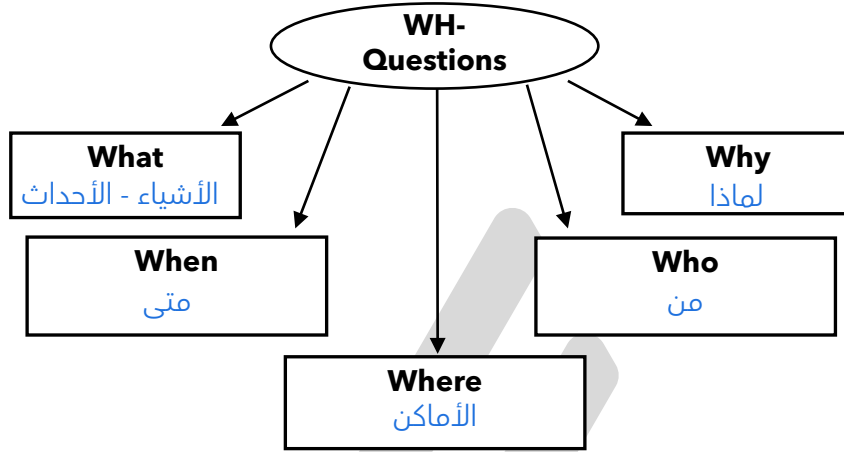 WH-
Questions
What
الأشياء - الأحداث
Why
لماذا
When
متى
Who
من
Where
الأماكن